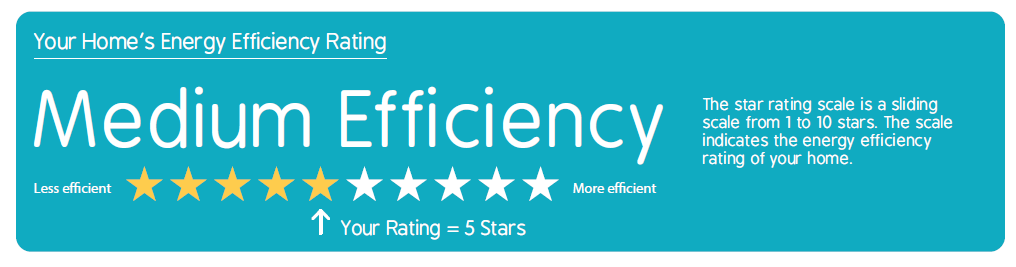 Your Home's Energy Efficiency Rating
Medium Efficiency
The star rating scale is a sliding
scale from 1 to 10 stars. The scale
indicates the energy efficiency
rating of your home.
Less efficient
More efficient
Your Rating = 5 Stars